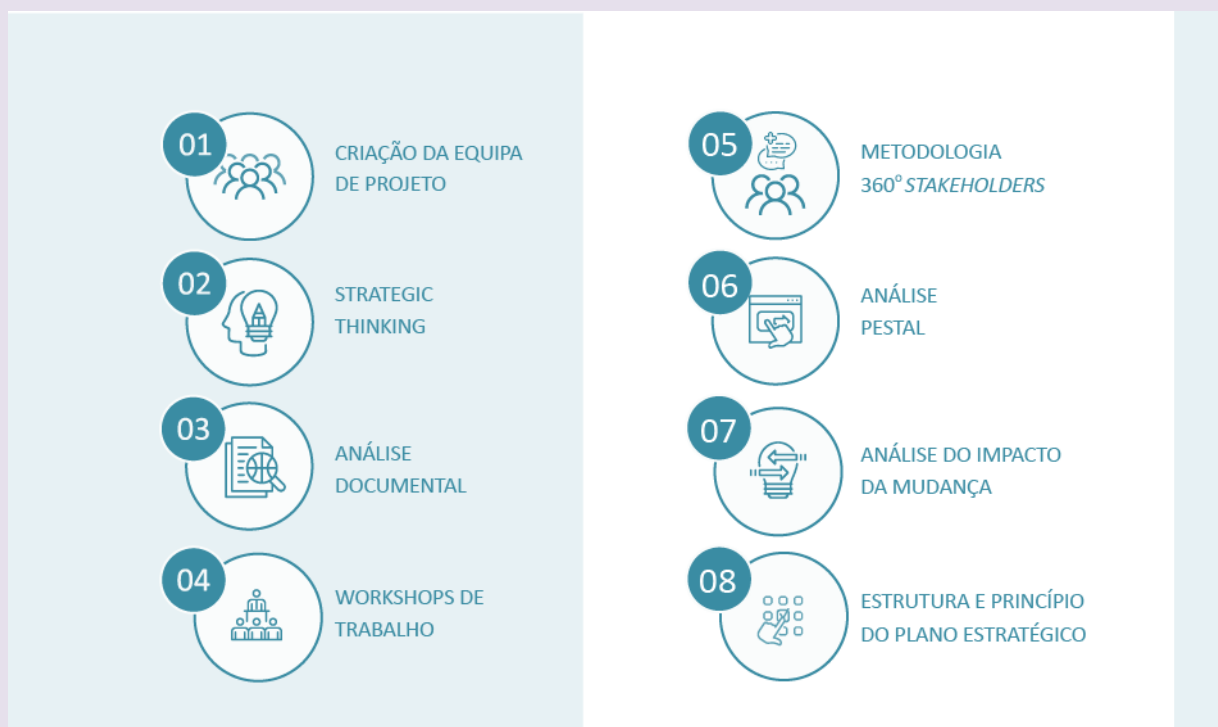 01
CRIAÇÃO DA EQUIPA
DE PROJETO
02
STRATEGIC
THINKING
03
ANÁLISE
DOCUMENTAL
04
WORKSHOPS DE
TRABALHO
05
METODOLOGIA
360º STAKEHOLDERS
06
ANÁLISE
PESTAL
07
ANÁLISE DO IMPACTO
DA MUDANÇA
08
ESTRUTURA E PRINCÍPIO
DO PLANO ESTRATÉGICO